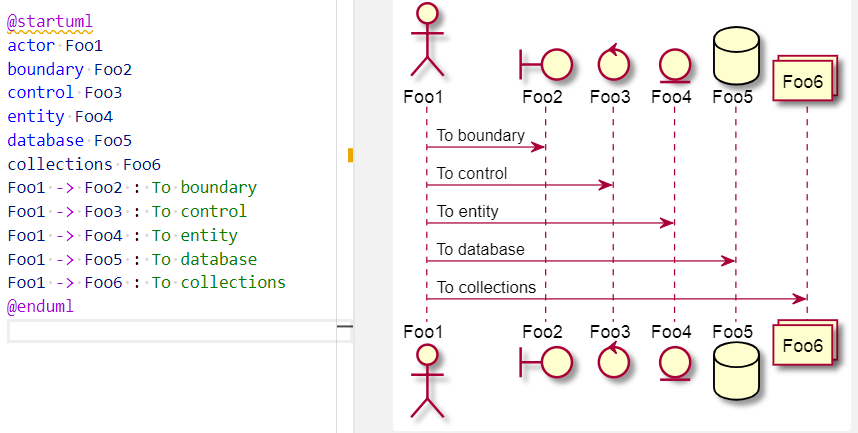 @startuml
actor Foo1
boundary Foo2
control Foo3
entity Foo4
database Foo5
collections Foo6
Foo1 -> Foo2 : To boundary
Foo1 -> Foo3 : To control
Foo1 -> Foo4 : To entity
Foo1 -> Foo5 : To database
Foo1 -> Foo6 : To collections
@enduml
Foo1 Foo2 Foo3 Foo4 Foo5 Foo6
To boundary
To control
To entity
To database
To collections
Foo1 Foo2 Foo3 Foo4 Foo5 Foo6